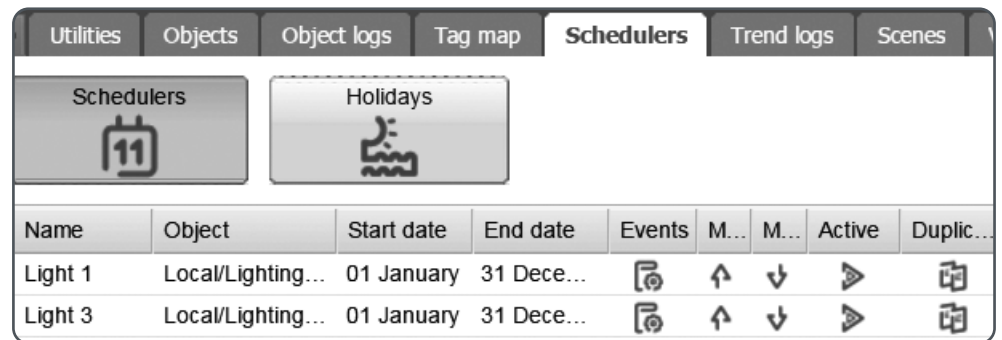 Utilities Objects Object logs Tag map Schedulers Trend logs Scenes
Schedulers Holidays
11
Name Object Start date End date Events M... M... Active Duplic...
Light 1 Local/Lighting... 01 January 31 Dece...
Light 3 Local/Lighting... 01 January 31 Dece...